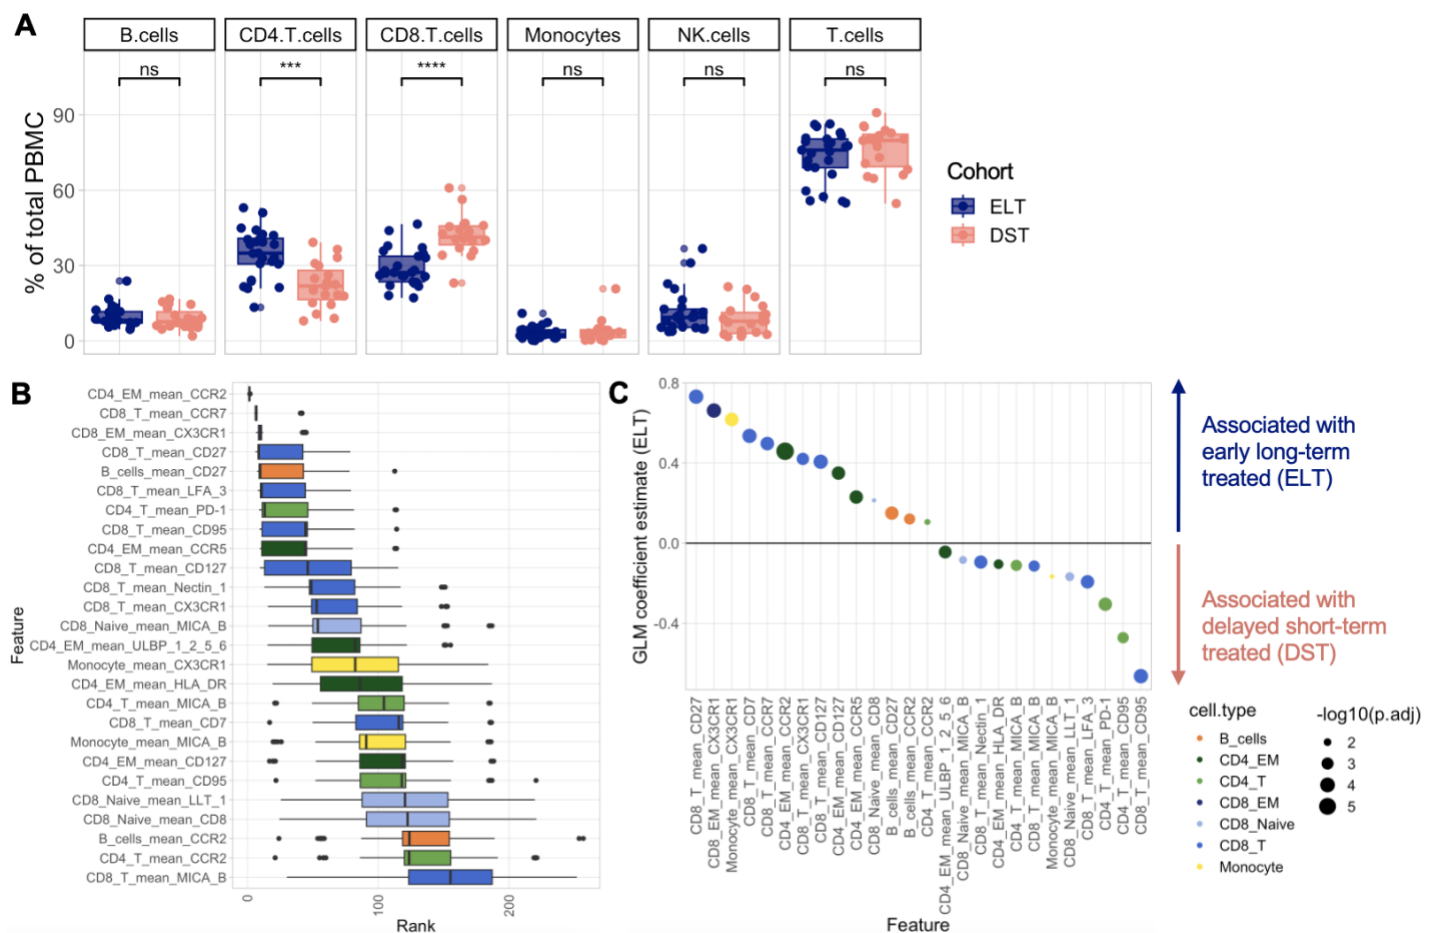 A
B.cells
CD4.T.cells
CD8.T.cells
Monocytes
NK.cells
T.cells
ns
***
****
ns
ns
ns
% of total PBMC
90
60
30
0
Cohort
ELT
DST
B
Feature
CD4_EM_mean_CCR2
CD8_T_mean_CCR7
CD8_EM_mean_CX3CR1
CD8_T_mean_CD27
B_cells_mean_CD27
CD8_T_mean_LFA_3
CD4_T_mean_PD-1
CD8_T_mean_CD95
CD4_EM_mean_CCR5
CD8_T_mean_CD127
CD8_T_mean_Nectin_1
CD8_T_mean_CX3CR1
CD8_Naive_mean_MICA_B
CD4_EM_mean_ULBP_1_2_5_6
Monocyte_mean_CX3CR1
CD4_EM_mean_HLA_DR
CD4_T_mean_MICA_B
CD8_T_mean_CD7
Monocyte_mean_MICA_B
CD4_EM_mean_CD127
CD4_T_mean_CD95
CD8_Naive_mean_LLT_1
CD8_Naive_mean_CD8
B_cells_mean_CCR2
CD4_T_mean_CCR2
CD8_T_mean_MICA_B
0
100
200
Rank
C
GLM coefficient estimate (ELT)
0.8
0.4
0.0
-0.4
CD8_T_mean_CD27
CD8_EM_mean_CX3CR1
Monocyte_mean_CX3CR1
CD8_T_mean_CD7
CD8_T_mean_CCR7
CD4_EM_mean_CCR2
CD8_T_mean_CX3CR1
CD8_T_mean_CD127
CD4_EM_mean_CD127
CD4_EM_mean_CCR5
CD8_Naive_mean_CD8
B_cells_mean_CD27
B_cells_mean_CCR2
CD4_T_mean_CCR2
CD4_EM_mean_ULBP_1_2_5_6
CD8_Naive_mean_MICA_B
CD8_T_mean_Nectin_1
CD4_EM_mean_HLA_DR
CD4_T_mean_MICA_B
CD8_T_mean_MICA_B
Monocyte_mean_MICA_B
CD8_Naive_mean_LLT_1
CD8_T_mean_LFA_3
CD4_T_mean_PD-1
CD4_T_mean_CD95
CD8_T_mean_CD95
Feature
Associated with
early long-term
treated (ELT)
Associated with
delayed short-term
treated (DST)
cell.type
B_cells
CD4_EM
CD4_T
CD8_EM
CD8_Naive
CD8_T
Monocyte
-log10(p.adj)
2
3
4
5